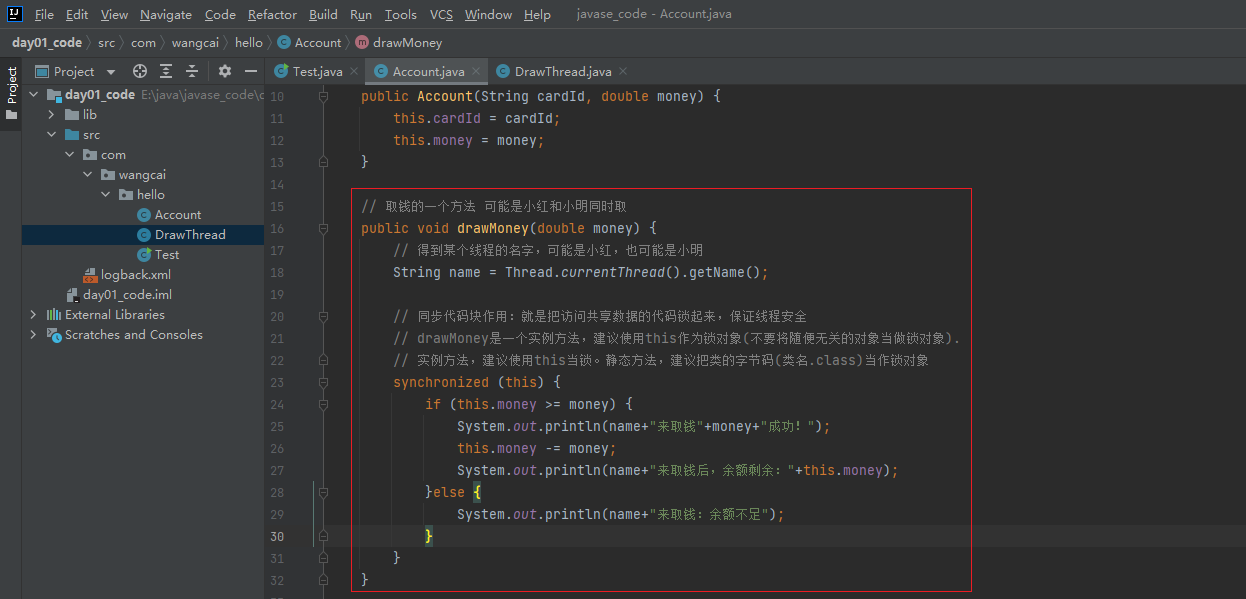 File Edit View Navigate Code Refactor Build Run Tools VCS Window Help javase_code - Account.java
day01_code src com wangcai hello Account drawMoney
Project
Project Test.java Account.java DrawThread.java
day01_code E:\java\javase_code\d
lib
src
com
wangcai
hello
Account
DrawThread
Test
logback.xml
day01_code.iml
External Libraries
Scratches and Consoles
10 public Account(String cardId, double money) {
11 this.cardId = cardId;
12 this.money = money;
13 }
14
15 // 取钱的一个方法 可能是小红和小明同时取
16 public void drawMoney(double money) {
17 // 得到某个线程的名字，可能是小红，也可能是小明
18 String name = Thread.currentThread().getName();
19
20 // 同步代码块作用：就是把访问共享数据的代码锁起来，保证线程安全
21 // drawMoney是一个实例方法，建议使用this作为锁对象(不要将随便无关的对象当做锁对象).
22 // 实例方法，建议使用this当锁。静态方法，建议把类的字节码(类名.class)当作锁对象
23 synchronized (this) {
24 if (this.money >= money) {
25 System.out.println(name+"来取钱"+money+"成功！");
26 this.money -= money;
27 System.out.println(name+"来取钱后，余额剩余："+this.money);
28 }else {
29 System.out.println(name+"来取钱：余额不足");
30 }
31 }
32 }